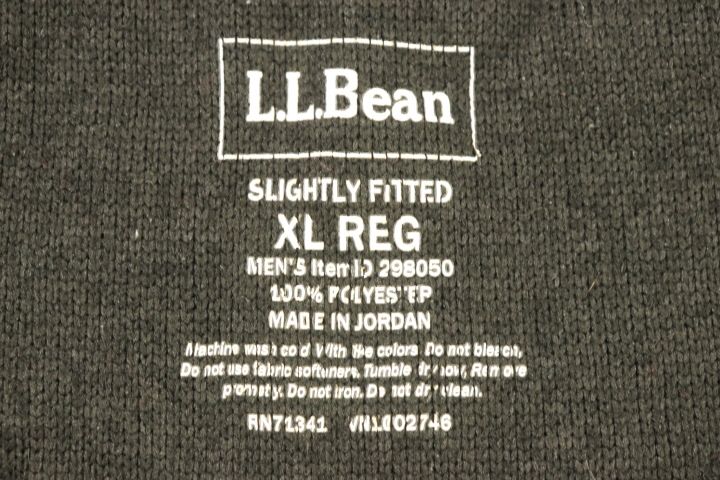 L.L.Bean
SLIGHTLY FITTED
XL REG
MEN'S Item ID 298050
100% POLYESTER
MADE IN JORDAN
Machine wash cold with like colors. Do not bleach,
Do not use fabric softeners. Tumble dry low, Remove
promptly. Do not iron. Do not dry clean.
RN71341 VN1002746